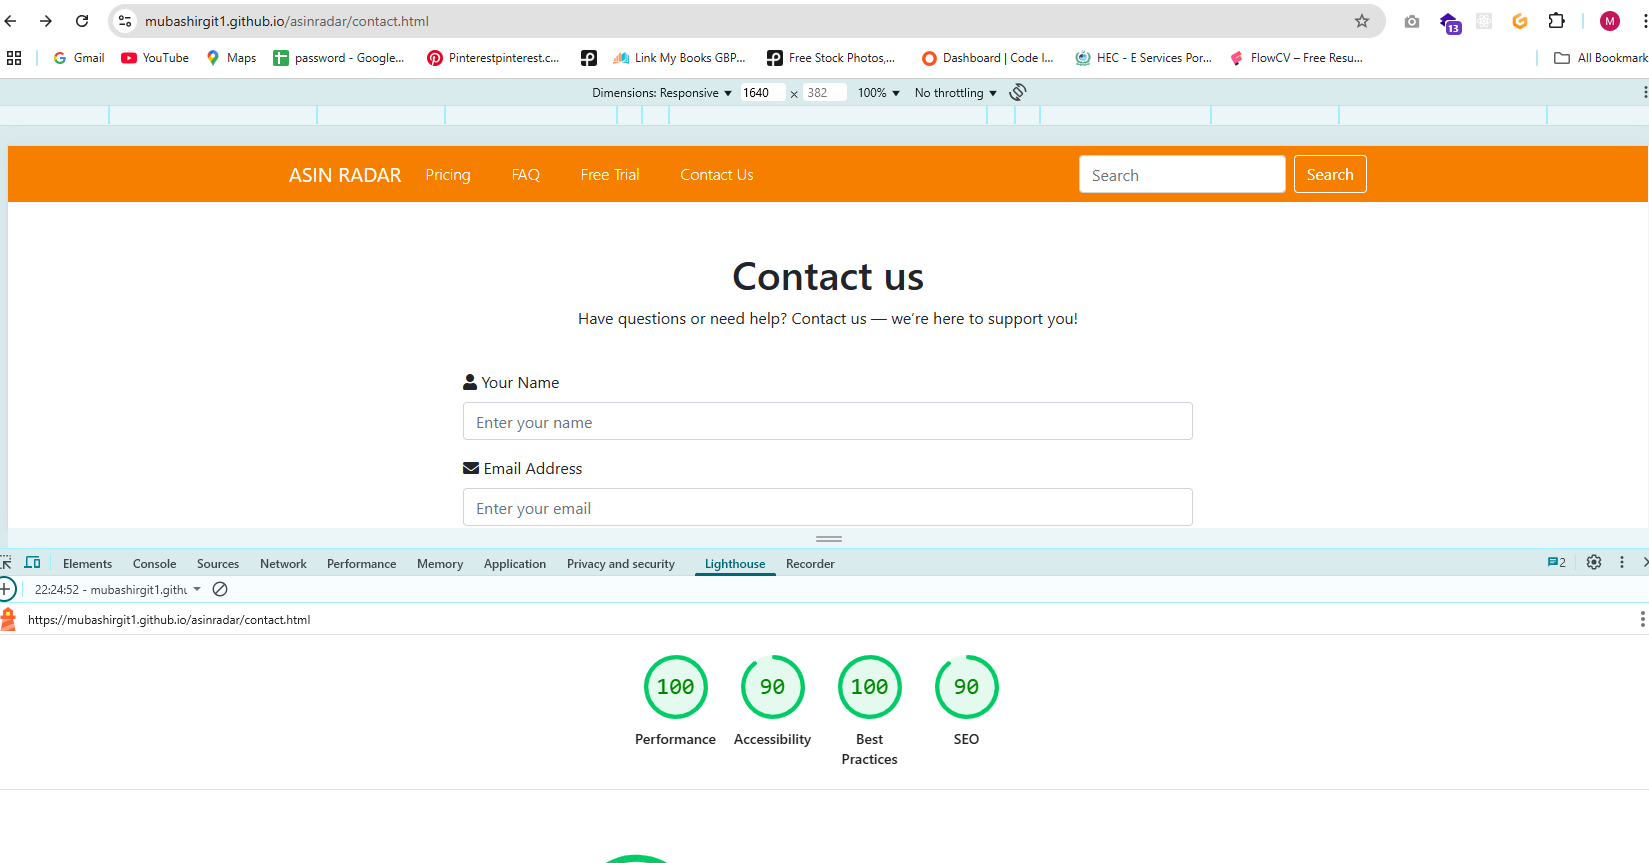 mubashirgit1.github.io/asinradar/contact.html
13
M
Gmail YouTube Maps password - Google... Pinterestpinterest.c... Link My Books GBP... Free Stock Photos,... Dashboard | Code I... HEC - E Services Por... FlowCV – Free Resu... All Bookmark
Dimensions: Responsive 1640 × 382 100% No throttling
ASIN RADAR Pricing FAQ Free Trial Contact Us Search Search
Contact us
Have questions or need help? Contact us — we’re here to support you!
Your Name
Enter your name
Email Address
Enter your email
Elements Console Sources Network Performance Memory Application Privacy and security Lighthouse Recorder 2
22:24:52 - mubashirgit1.githu
https://mubashirgit1.github.io/asinradar/contact.html
100 90 100 90
Performance Accessibility Best Practices SEO